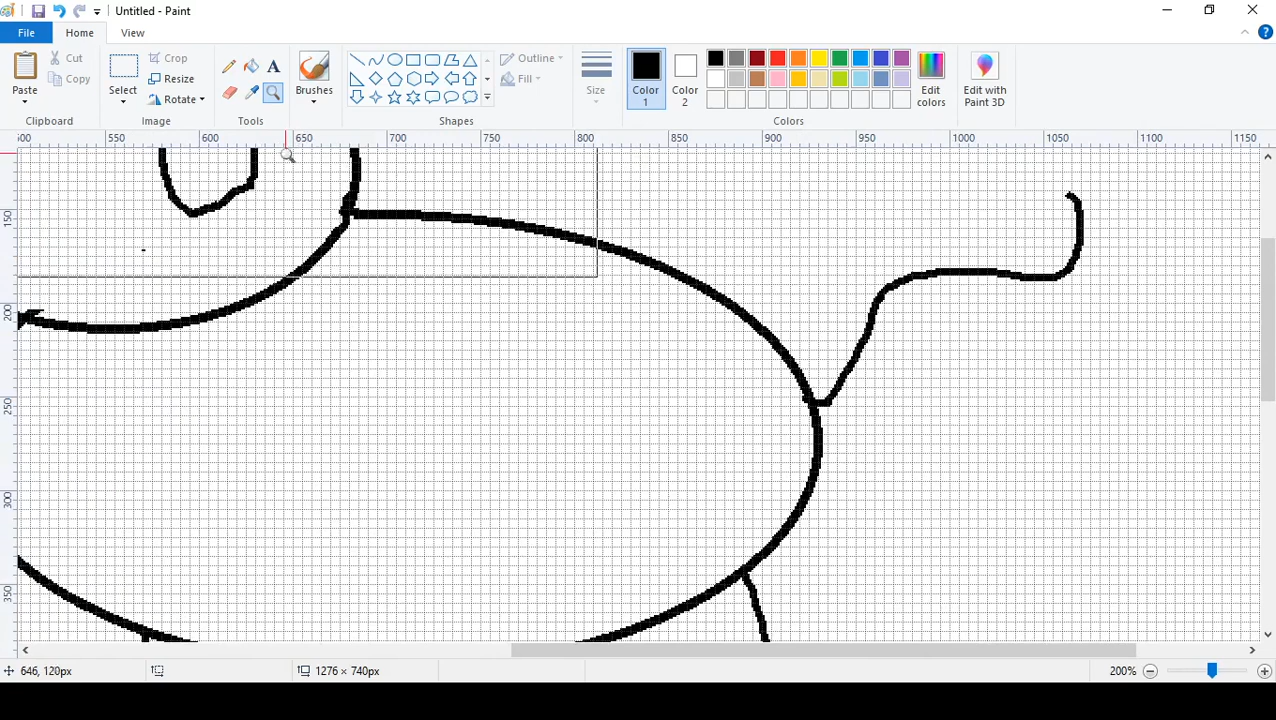 Untitled - Paint
File Home View
Paste
Cut
Copy
Clipboard
Select
Crop
Resize
Rotate
Image
A
Tools
Brushes
Outline
Fill
Shapes
Size
Color 1
Color 2
Edit colors
Colors
Edit with Paint 3D
500 550 600 650 700 750 800 850 900 950 1000 1050 1100 1150
150
200
250
300
350
646, 120px
1276 × 740px
200%